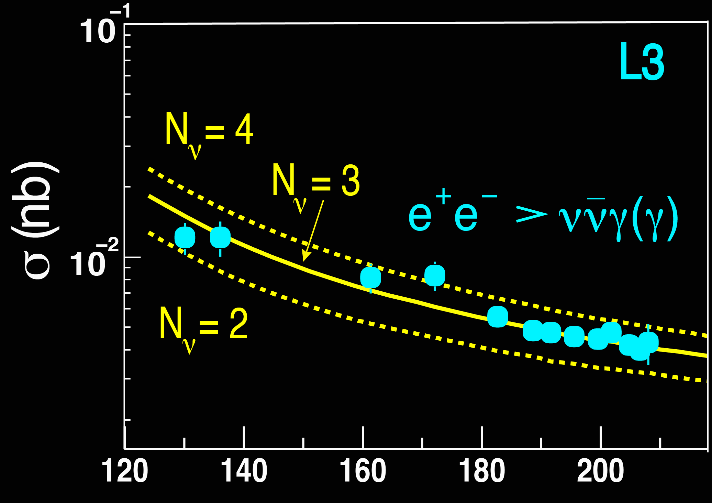 10⁻¹
L3
N_ν = 4
N_ν = 3
e⁺e⁻ > νν̄γ(γ)
σ (nb)
10⁻²
N_ν = 2
120 140 160 180 200